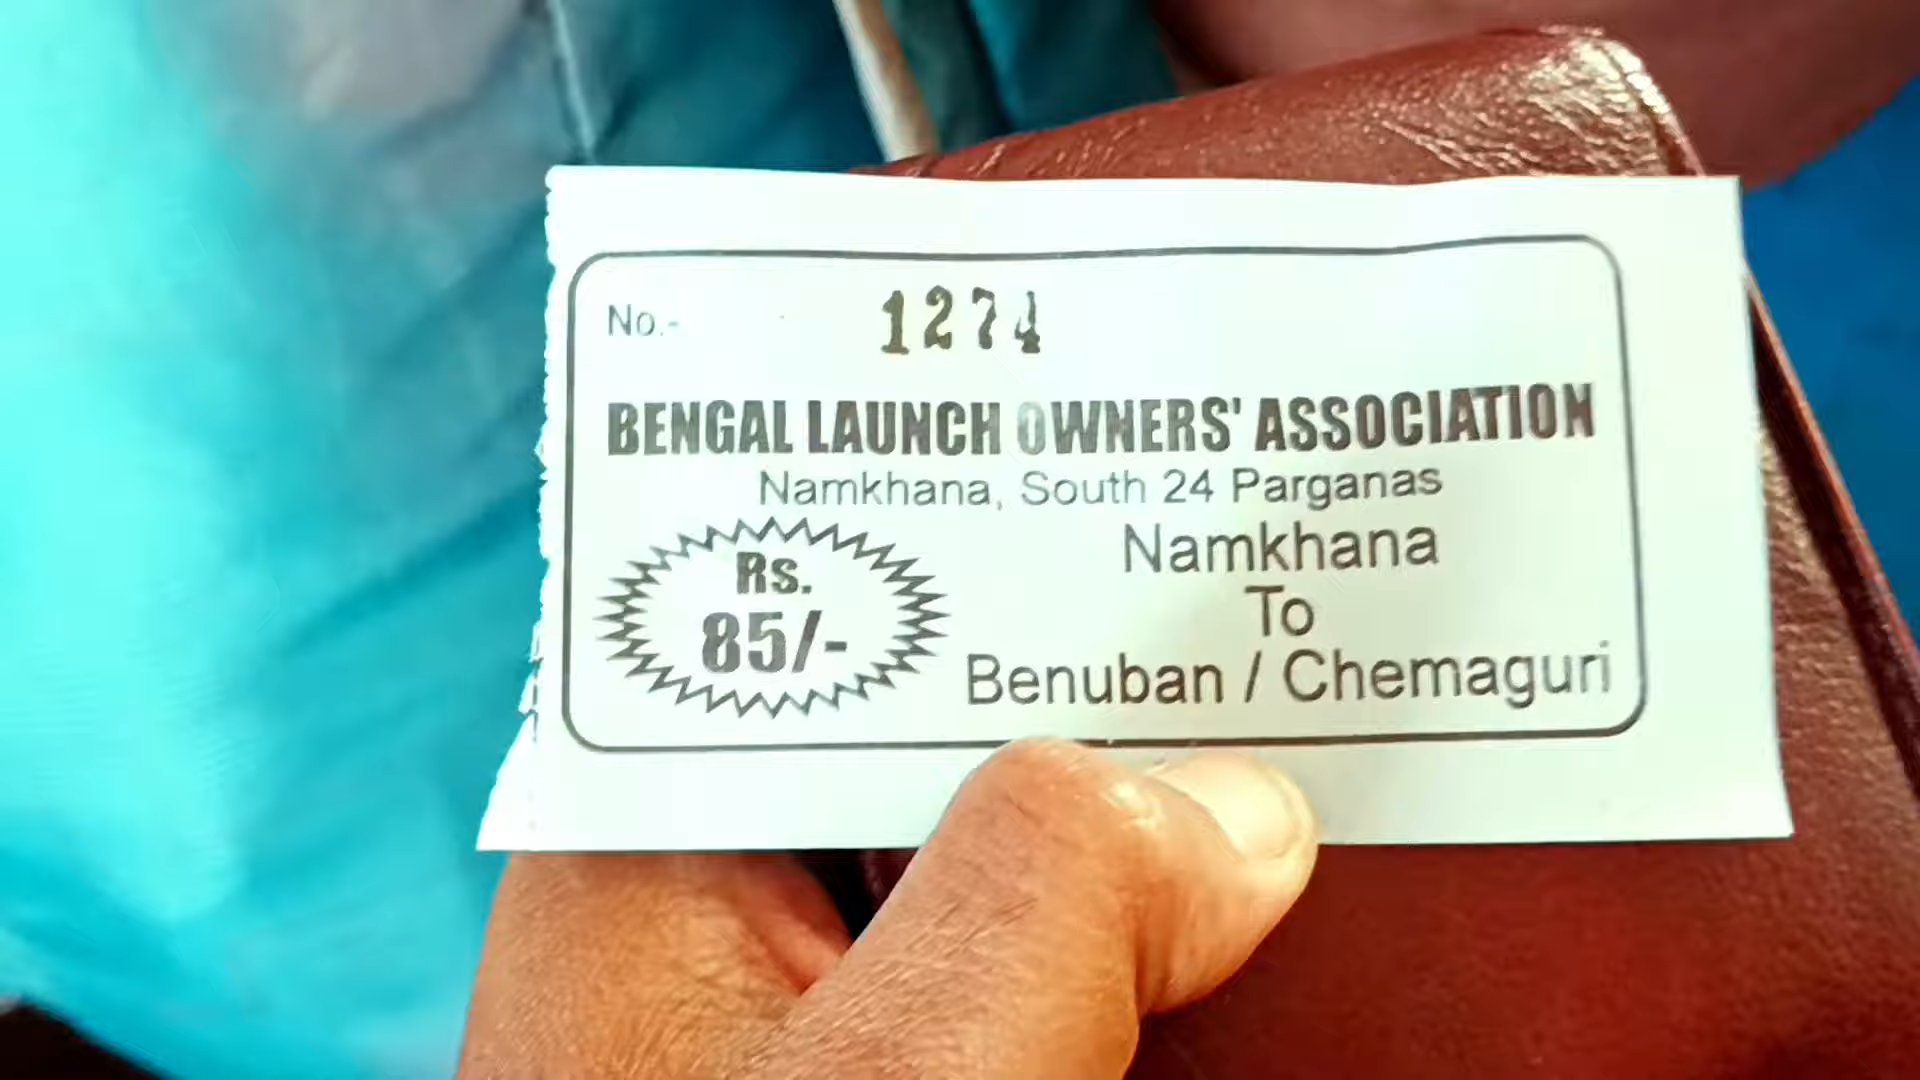 No.- 1274
BENGAL LAUNCH OWNERS' ASSOCIATION
Namkhana, South 24 Parganas
Rs.
85/-
Namkhana
To
Benuban / Chemaguri